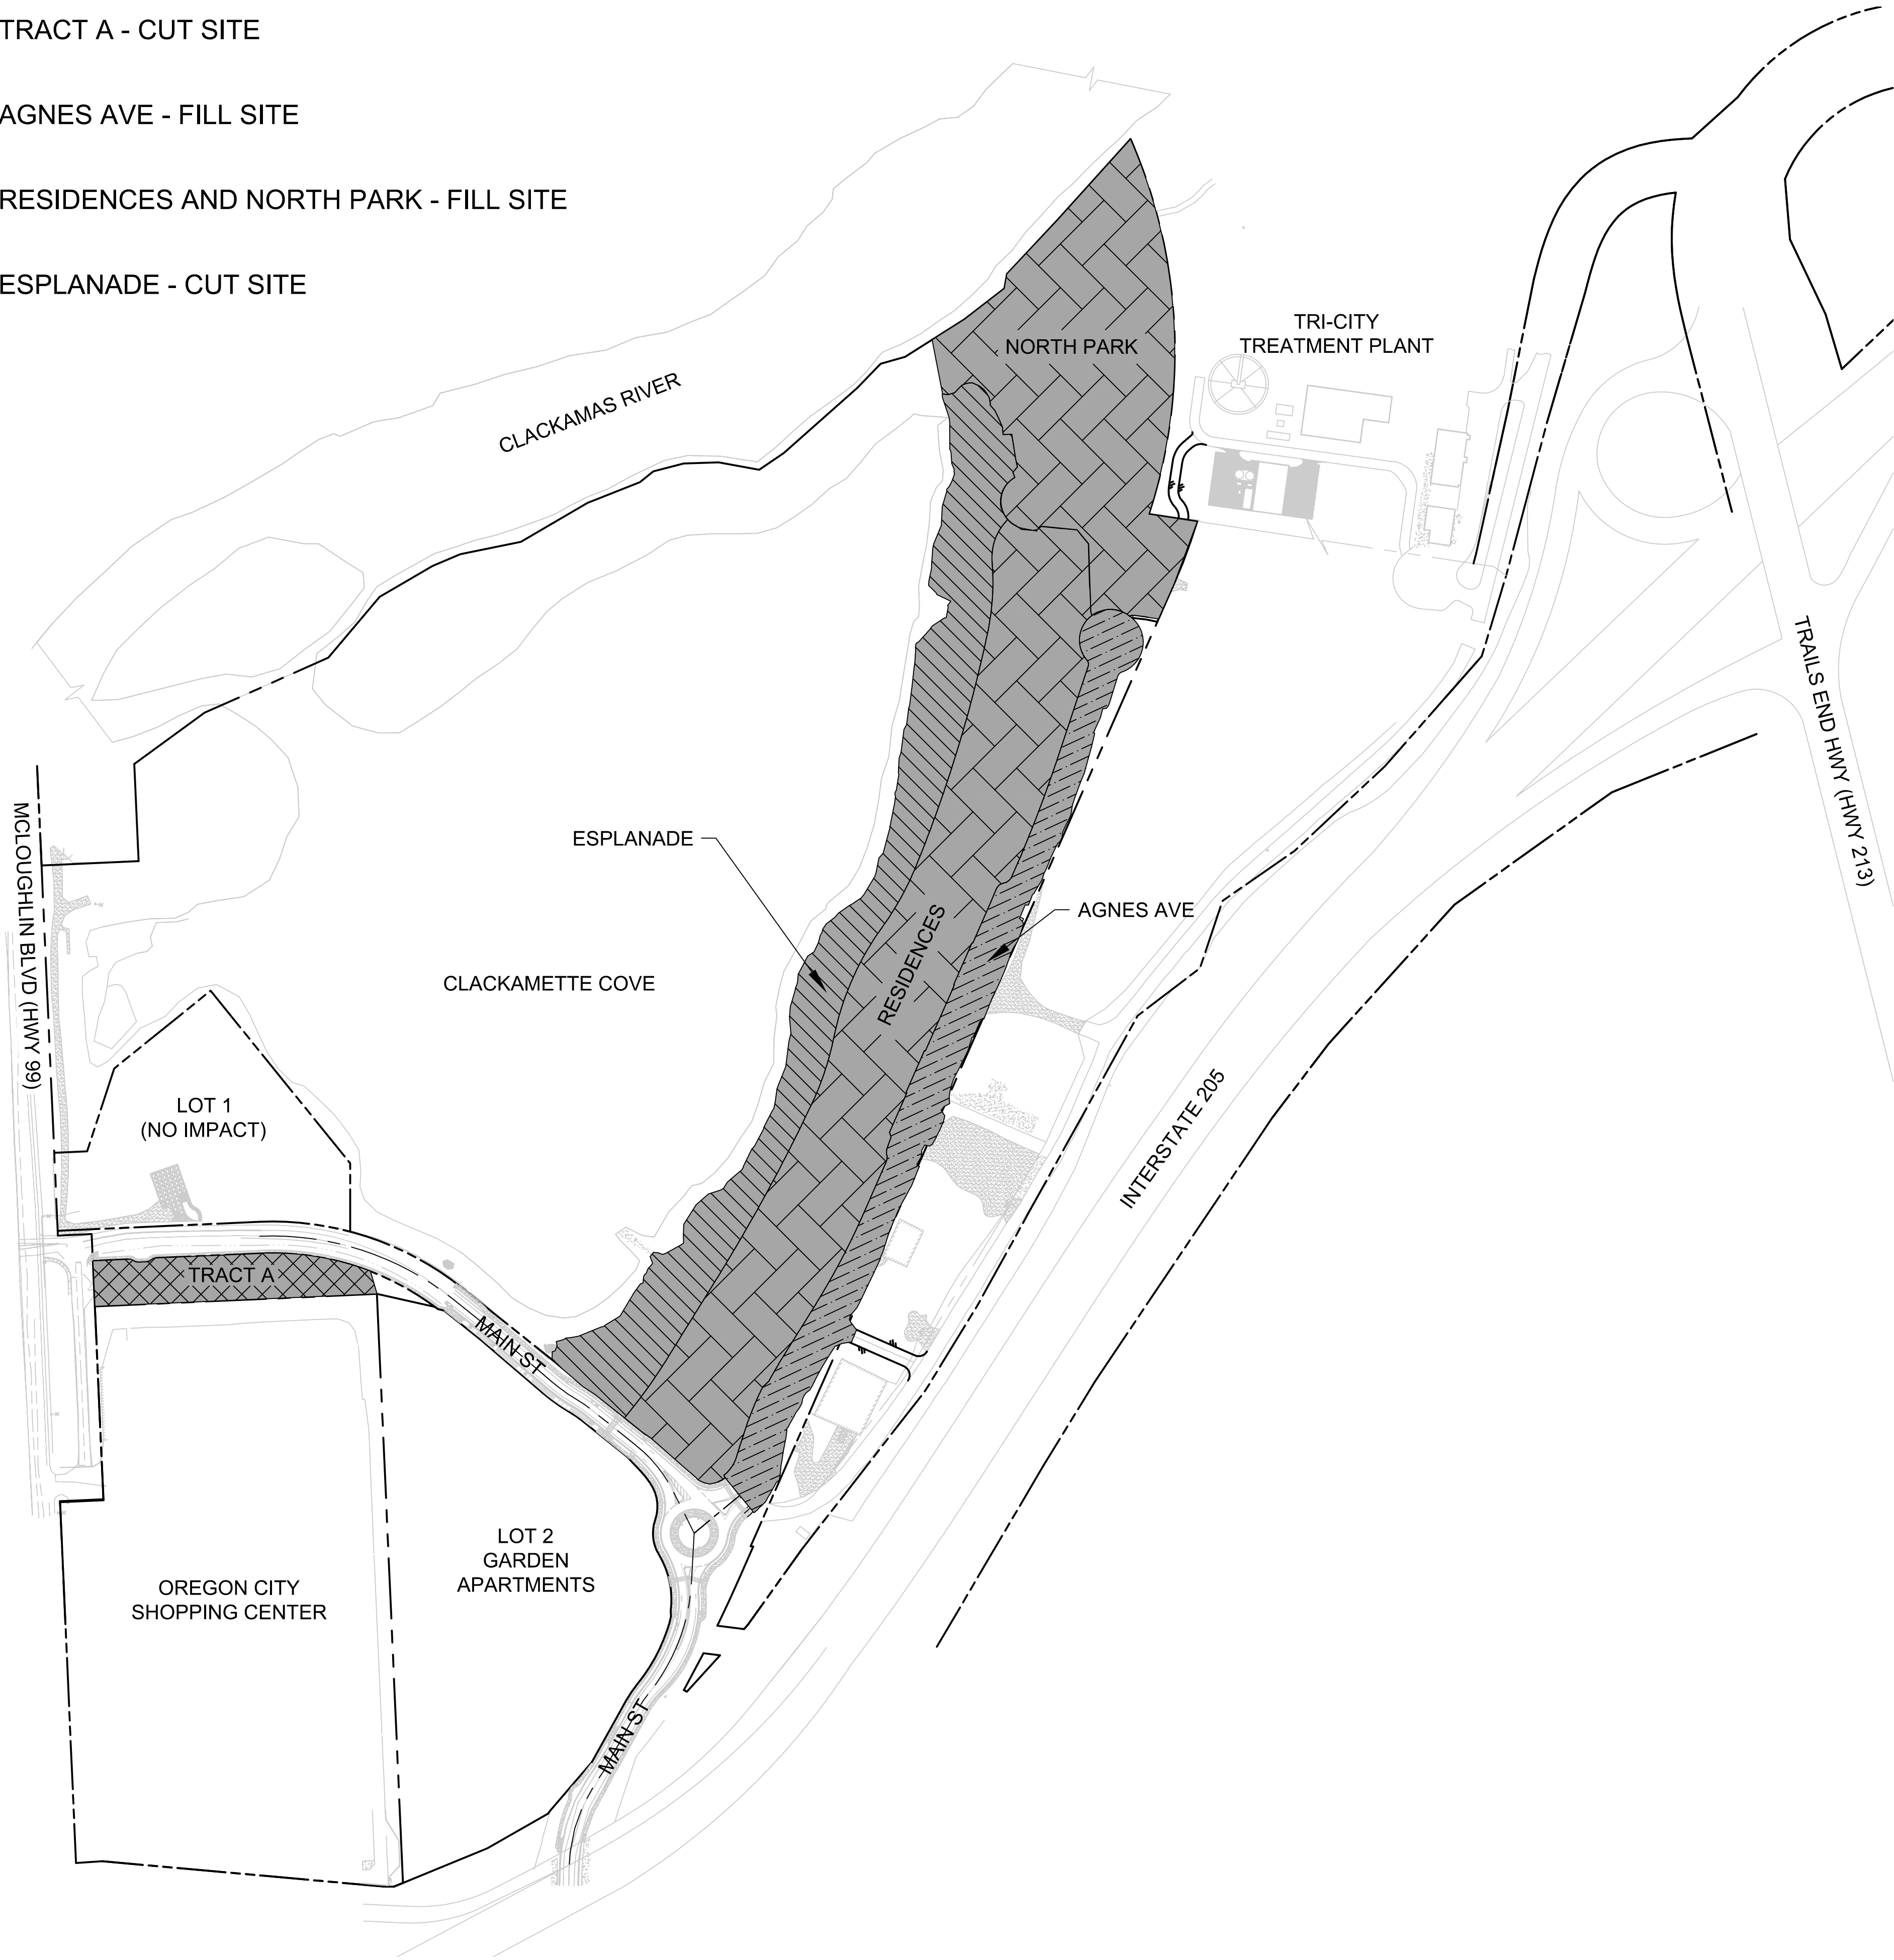 TRACT A - CUT SITE
AGNES AVE - FILL SITE
RESIDENCES AND NORTH PARK - FILL SITE
ESPLANADE - CUT SITE
NORTH PARK
TRI-CITY
TREATMENT PLANT
CLACKAMAS RIVER
TRAILS END HWY (HWY 213)
MCLOUGHLIN BLVD (HWY 99)
ESPLANADE
AGNES AVE
RESIDENCES
CLACKAMETTE COVE
LOT 1
(NO IMPACT)
INTERSTATE 205
TRACT A
MAIN ST
LOT 2
GARDEN
APARTMENTS
OREGON CITY
SHOPPING CENTER
MAIN ST